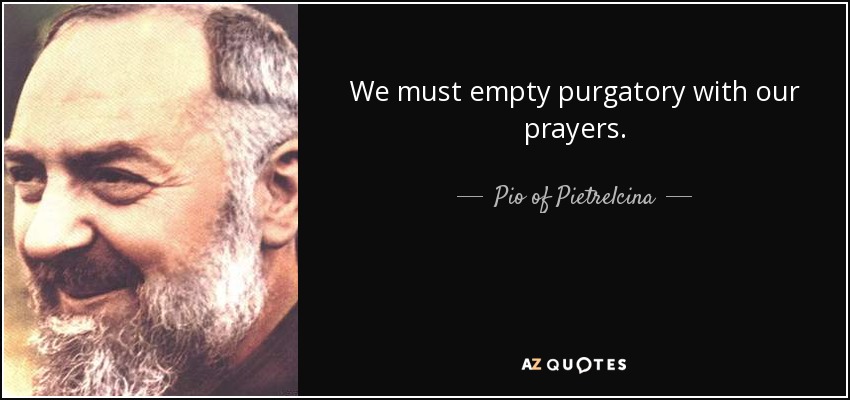 We must empty purgatory with our
prayers.
— Pio of Pietrelcina —
AZ QUOTES